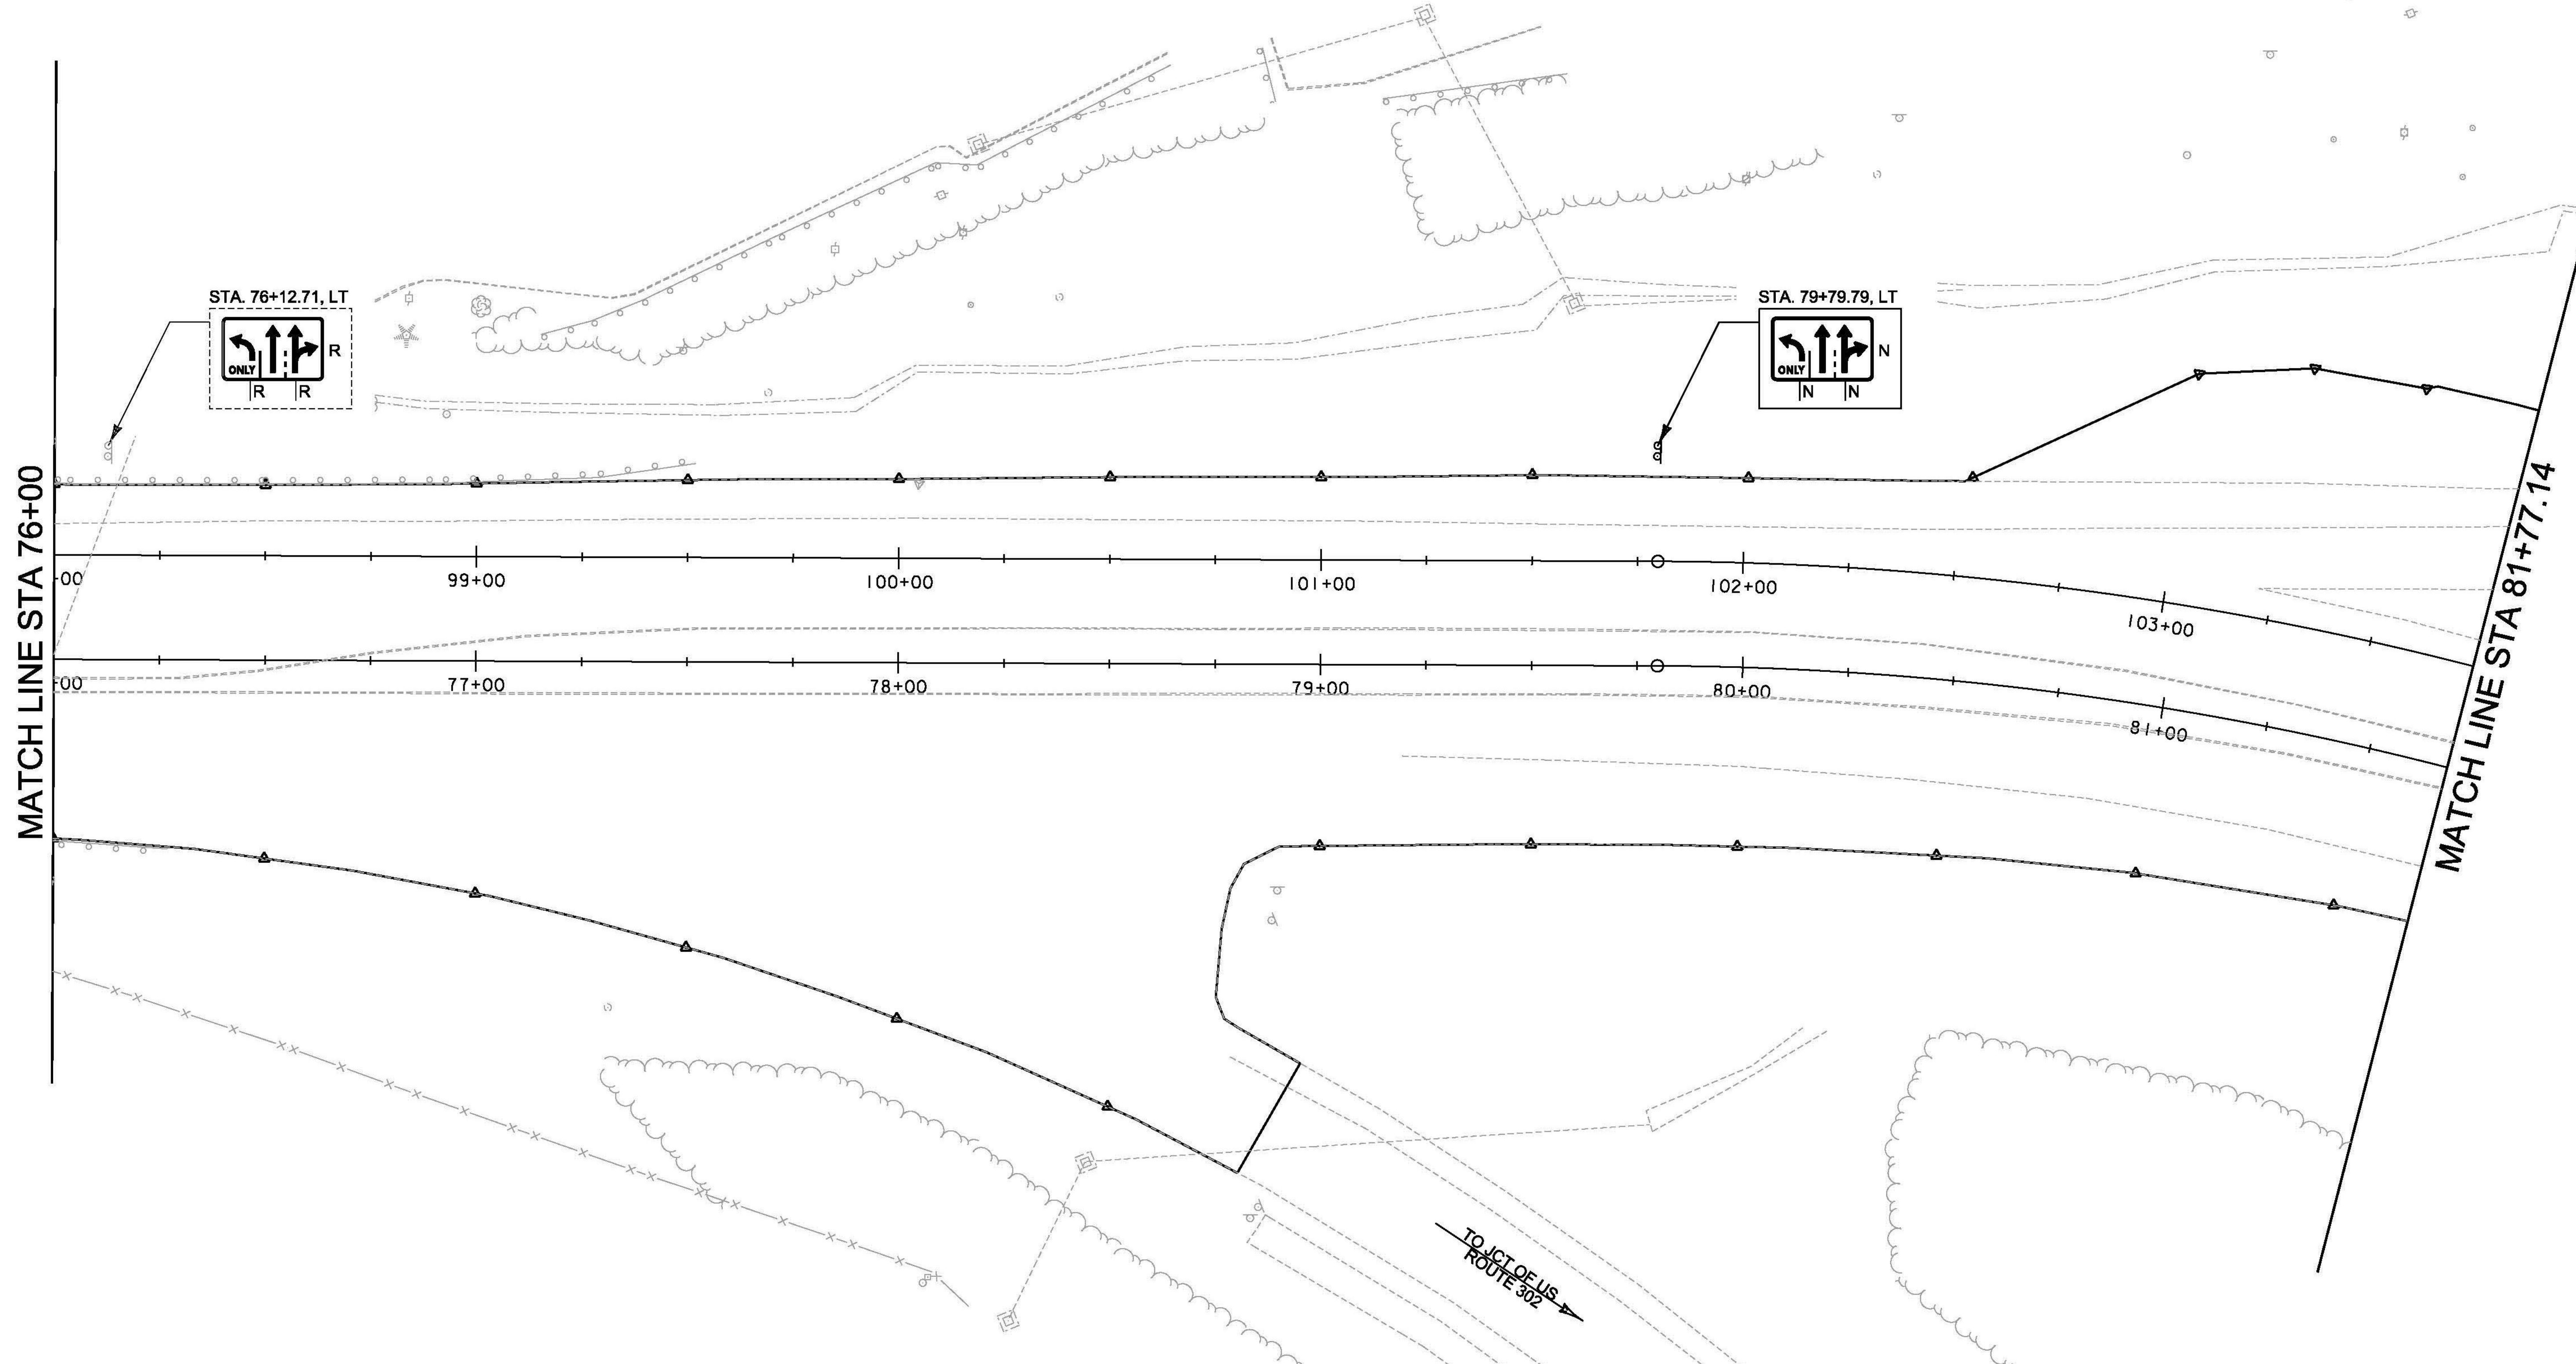 STA. 76+12.71, LT
ONLY
R
R
R
STA. 79+79.79, LT
ONLY
N
N
N
MATCH LINE STA 76+00
MATCH LINE STA 81+77.14
00
99+00
100+00
101+00
102+00
103+00
00
77+00
78+00
79+00
80+00
81+00
TO JCT OF US
ROUTE 302